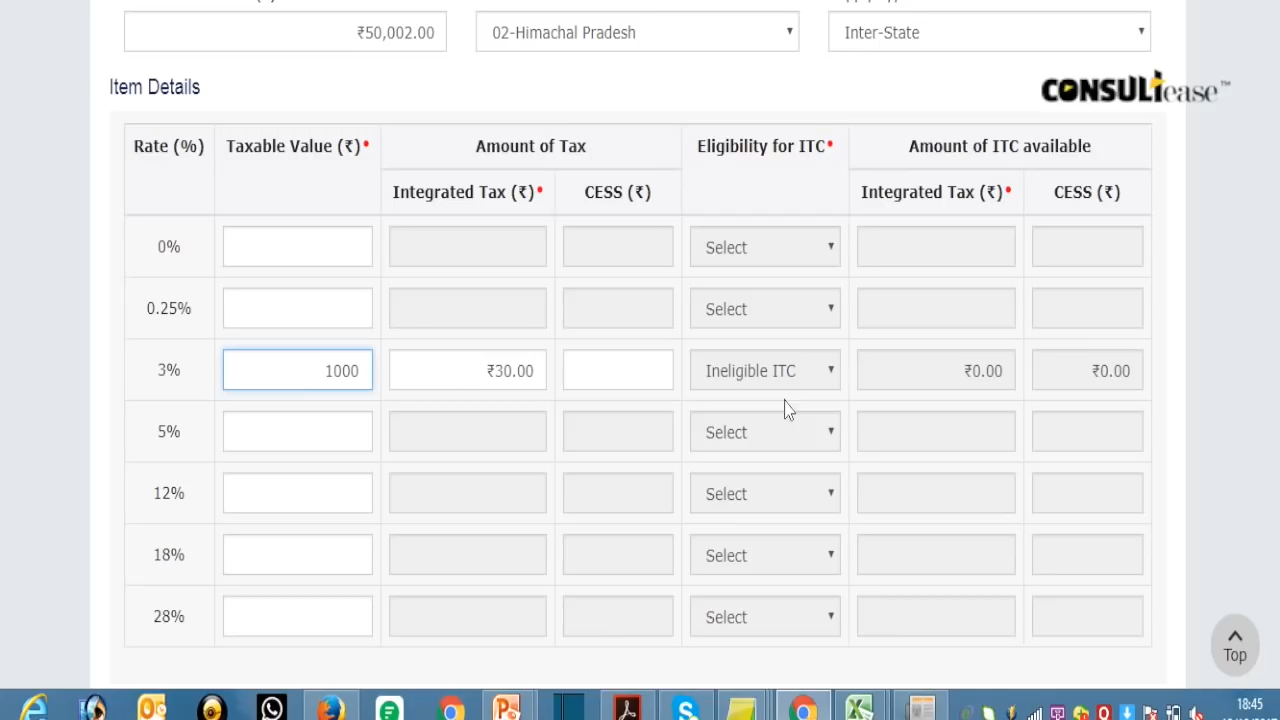 ₹50,002.00 02-Himachal Pradesh Inter-State
Item Details
CONSULTease™
Rate (%) Taxable Value (₹)• Amount of Tax Eligibility for ITC• Amount of ITC available
Integrated Tax (₹)• CESS (₹) Integrated Tax (₹)• CESS (₹)
0% Select
0.25% Select
3% 1000 ₹30.00 Ineligible ITC ₹0.00 ₹0.00
5% Select
12% Select
18% Select
28% Select
Top
18:45